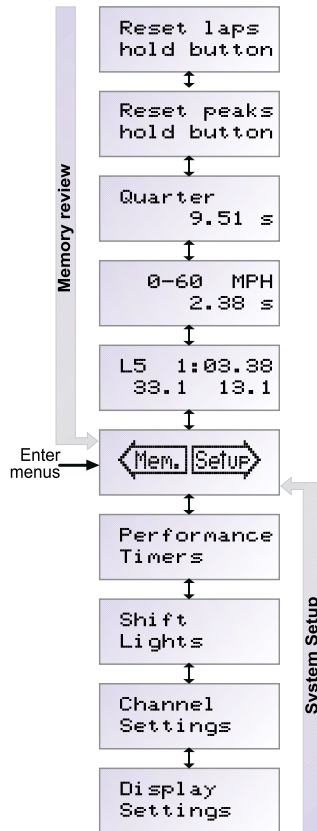 Reset laps
hold button
Reset peaks
hold button
Memory review
Quarter
9.51 s
0-60 MPH
2.38 s
L5 1:03.38
33.1 13.1
Enter
menus
Mem. Setup
Performance
Timers
Shift
Lights
System Setup
Channel
Settings
Display
Settings